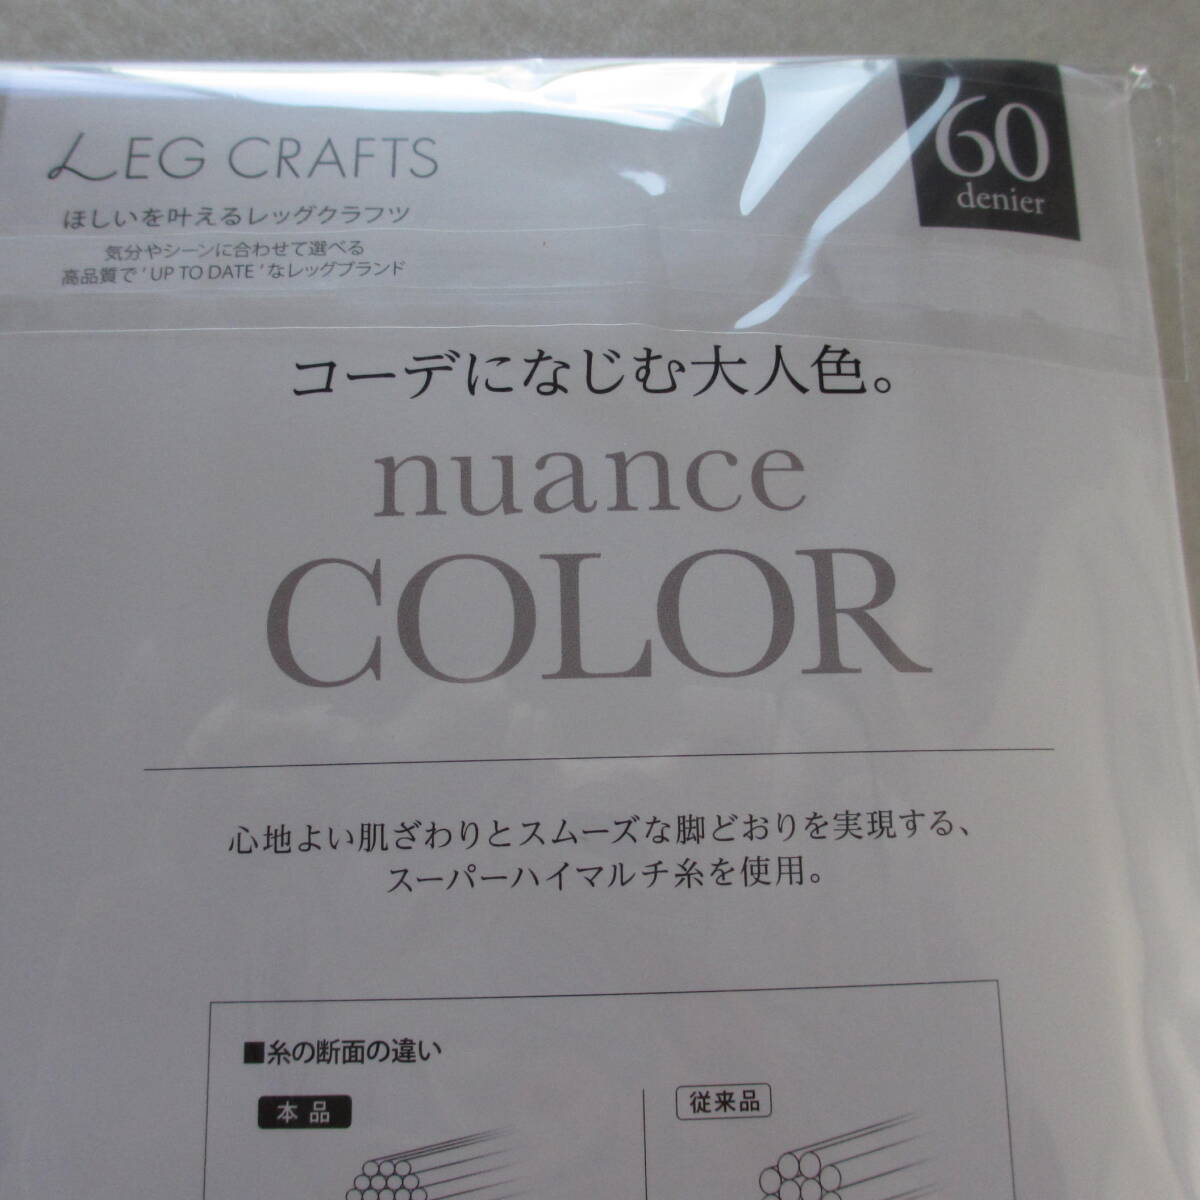 LEG CRAFTS
ほしいを叶えるレッグクラフツ
気分やシーンに合わせて選べる
高品質で'UP TO DATE'なレッグブランド
60
denier
コーデになじむ大人色。
nuance
COLOR
心地よい肌ざわりとスムーズな脚どおりを実現する、
スーパーハイマルチ糸を使用。
■糸の断面の違い
本品
従来品